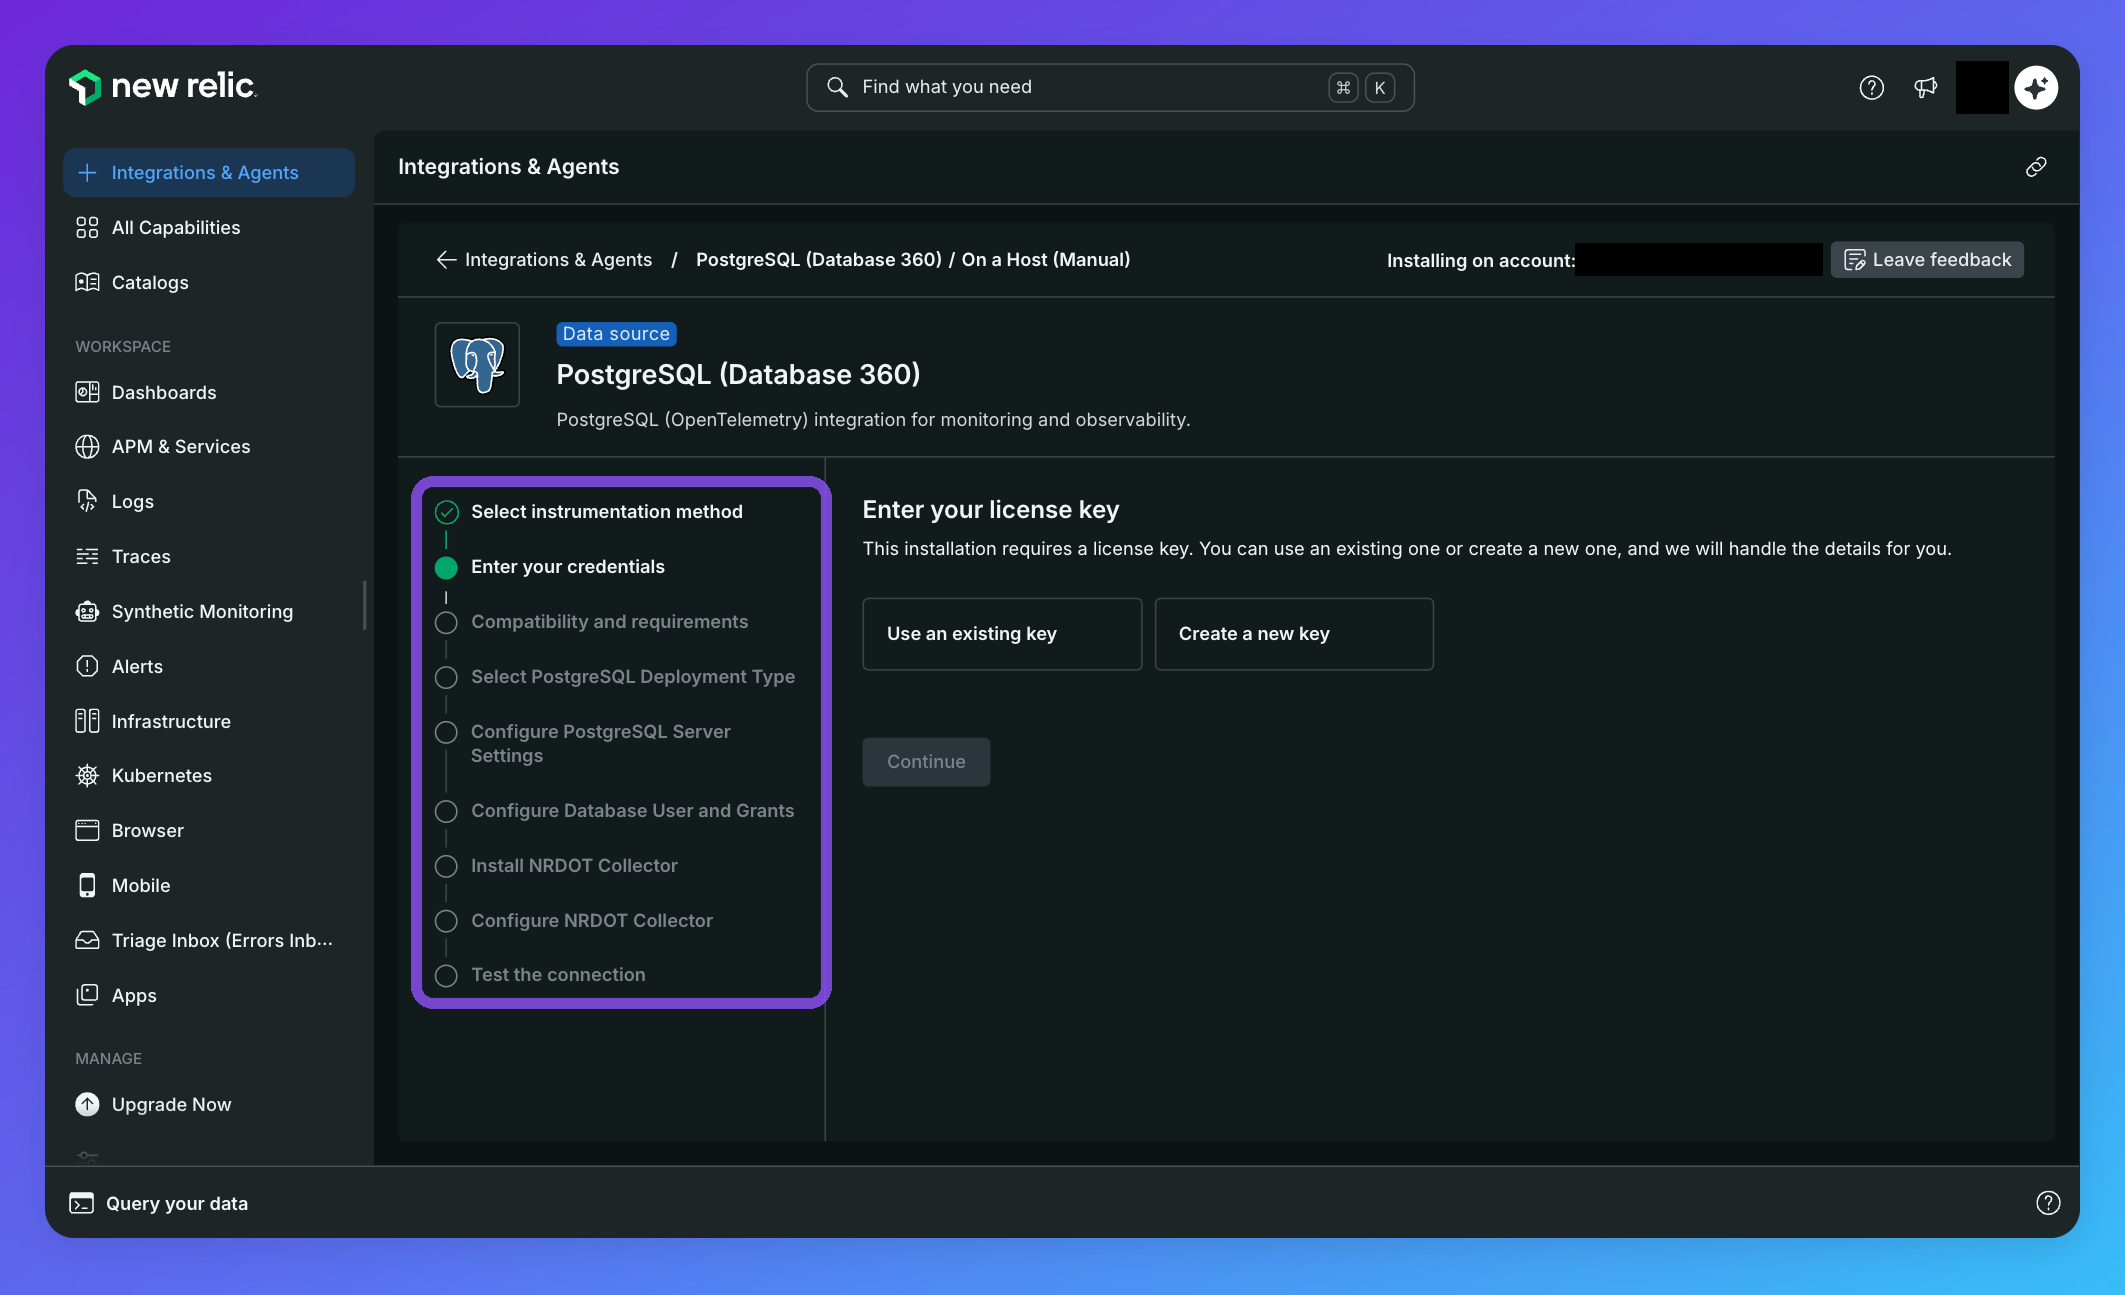 new relic
Find what you need
⌘ K
Integrations & Agents
All Capabilities
Catalogs
WORKSPACE
Dashboards
APM & Services
Logs
Traces
Synthetic Monitoring
Alerts
Infrastructure
Kubernetes
Browser
Mobile
Triage Inbox (Errors Inb...
Apps
MANAGE
Upgrade Now
Integrations & Agents
Integrations & Agents / PostgreSQL (Database 360) / On a Host (Manual)
Installing on account:
Leave feedback
Data source
PostgreSQL (Database 360)
PostgreSQL (OpenTelemetry) integration for monitoring and observability.
Select instrumentation method
Enter your credentials
Compatibility and requirements
Select PostgreSQL Deployment Type
Configure PostgreSQL Server
Settings
Configure Database User and Grants
Install NRDOT Collector
Configure NRDOT Collector
Test the connection
Enter your license key
This installation requires a license key. You can use an existing one or create a new one, and we will handle the details for you.
Use an existing key
Create a new key
Continue
Query your data